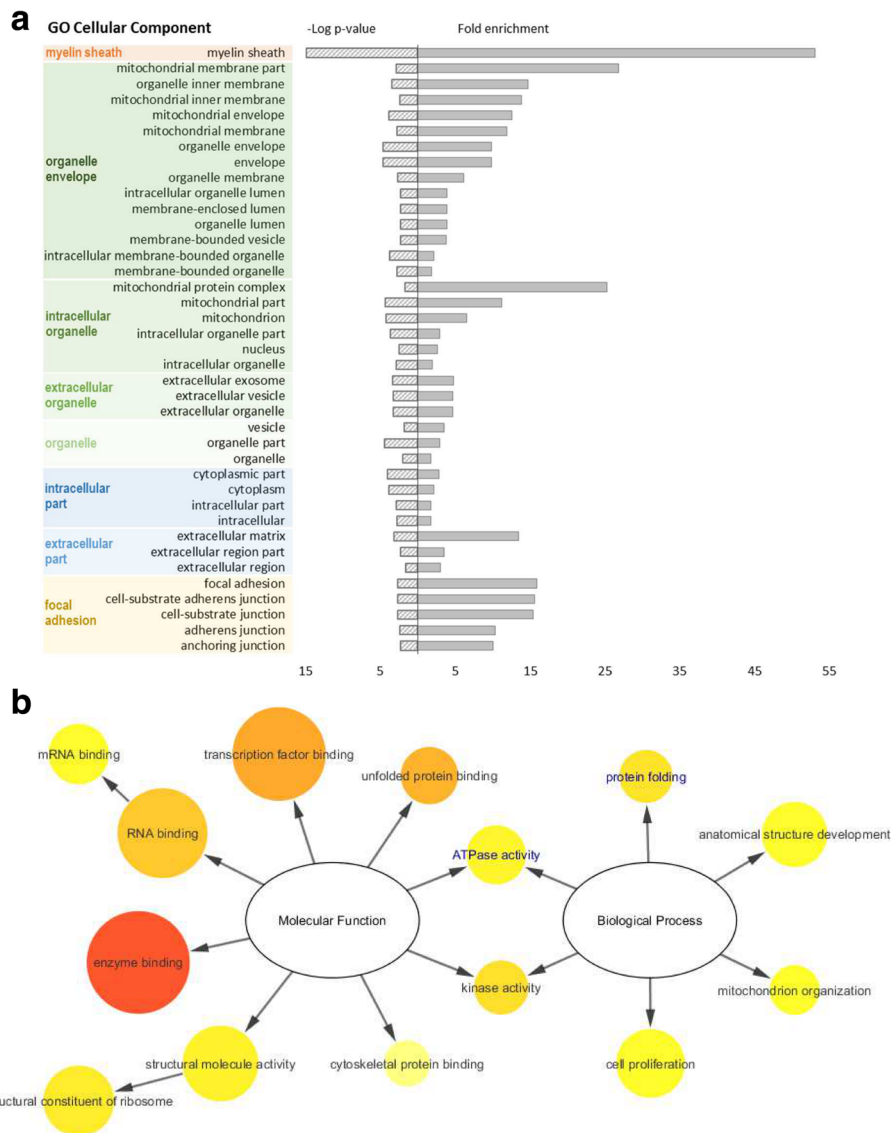 a
GO Cellular Component -Log p-value Fold enrichment
myelin sheath myelin sheath
mitochondrial membrane part
organelle inner membrane
mitochondrial inner membrane
mitochondrial envelope
mitochondrial membrane
organelle envelope
organelle
envelope
envelope
organelle membrane
intracellular organelle lumen
membrane-enclosed lumen
organelle lumen
membrane-bounded vesicle
intracellular membrane-bounded organelle
membrane-bounded organelle
mitochondrial protein complex
mitochondrial part
intracellular
organelle
mitochondrion
intracellular organelle part
nucleus
intracellular organelle
extracellular exosome
extracellular
organelle
extracellular vesicle
extracellular organelle
vesicle
organelle organelle part
organelle
cytoplasmic part
intracellular
part
cytoplasm
intracellular part
intracellular
extracellular matrix
extracellular
part
extracellular region part
extracellular region
focal adhesion
focal
adhesion
cell-substrate adherens junction
cell-substrate junction
adherens junction
anchoring junction
15 5 5 15 25 35 45 55
b
mRNA binding
transcription factor binding
unfolded protein binding
protein folding
RNA binding
anatomical structure development
ATPase activity
Molecular Function
Biological Process
enzyme binding
kinase activity
mitochondrion organization
structural molecule activity
cytoskeletal protein binding
cell proliferation
uctural constituent of ribosome